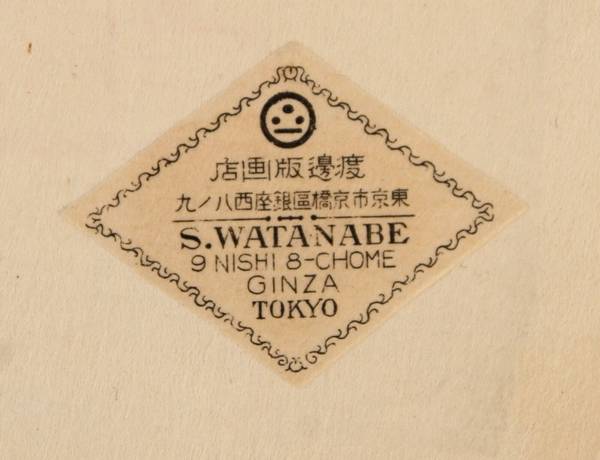 渡邊版画店
東京市京橋區銀座西八ノ九
S. WATANABE
9 NISHI 8-CHOME
GINZA
TOKYO